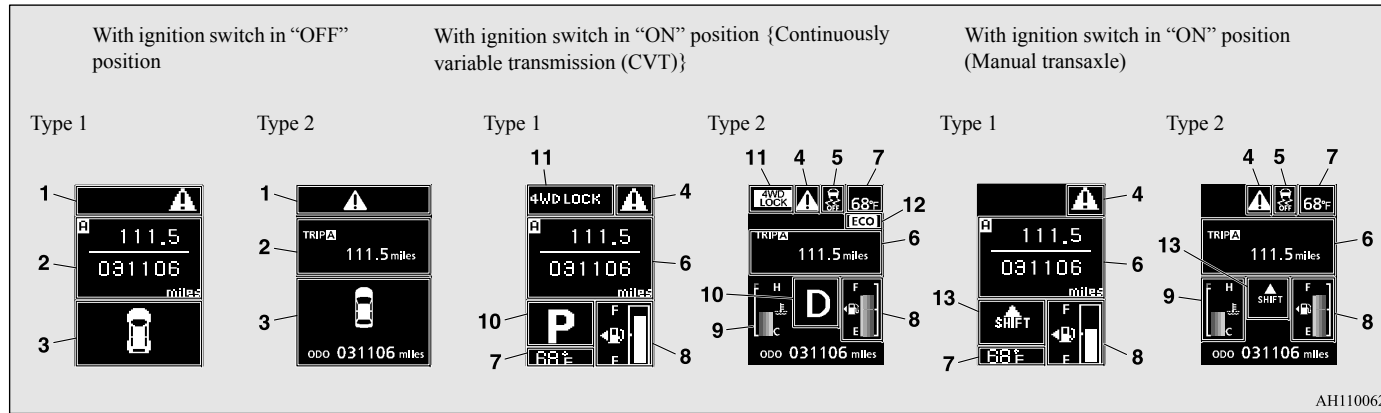 With ignition switch in “OFF”
position
With ignition switch in “ON” position {Continuously
variable transmission (CVT)}
With ignition switch in “ON” position
(Manual transaxle)
Type 1
1
A
111.5
2
031106
miles
3
Type 2
1
TRIP A
2
111.5 miles
3
ODO 031106 miles
Type 1
11
4WD LOCK
4
A
111.5
6
031106
miles
10
P
F
7
68°F
8
Type 2
11 4 5 7
4WD
LOCK
OFF
68°F
ECO
12
TRIP A
6
111.5 miles
10
F H
D
F
9
C
E
8
ODO 031106 miles
Type 1
4
A
111.5
6
031106
miles
13
SHIFT
F
7
68°F
8
Type 2
4 5 7
OFF
68°F
TRIP A
13
111.5 miles
6
9
F H
SHIFT
F
C
E
8
ODO 031106 miles
AH110062